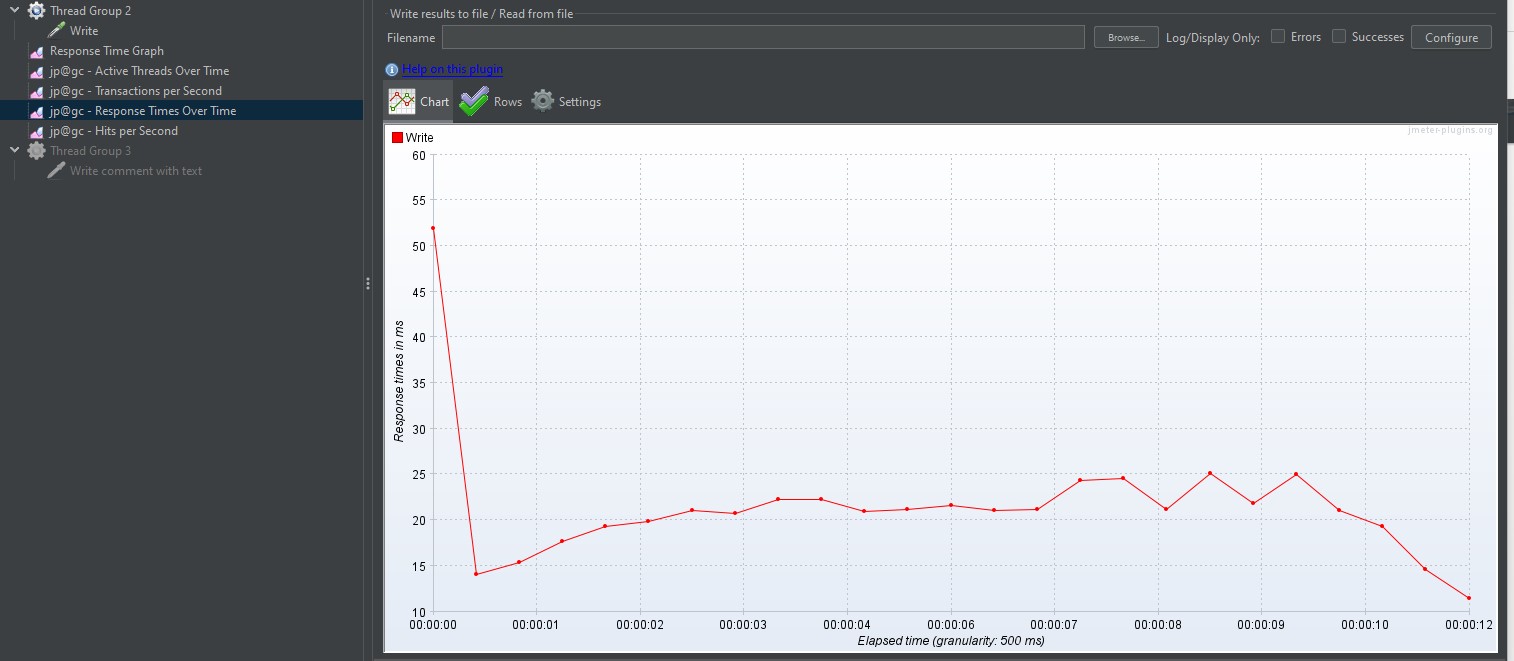 Thread Group 2
Write
Response Time Graph
jp@gc - Active Threads Over Time
jp@gc - Transactions per Second
jp@gc - Response Times Over Time
jp@gc - Hits per Second
Thread Group 3
Write comment with text
Write results to file / Read from file
Filename Browse... Log/Display Only: Errors Successes Configure
Help on this plugin
Chart Rows Settings
Write
jmeter-plugins.org
60
55
50
45
40
35
30
25
20
15
10
Response times in ms
00:00:00 00:00:01 00:00:02 00:00:03 00:00:04 00:00:06 00:00:07 00:00:08 00:00:09 00:00:10 00:00:12
Elapsed time (granularity: 500 ms)